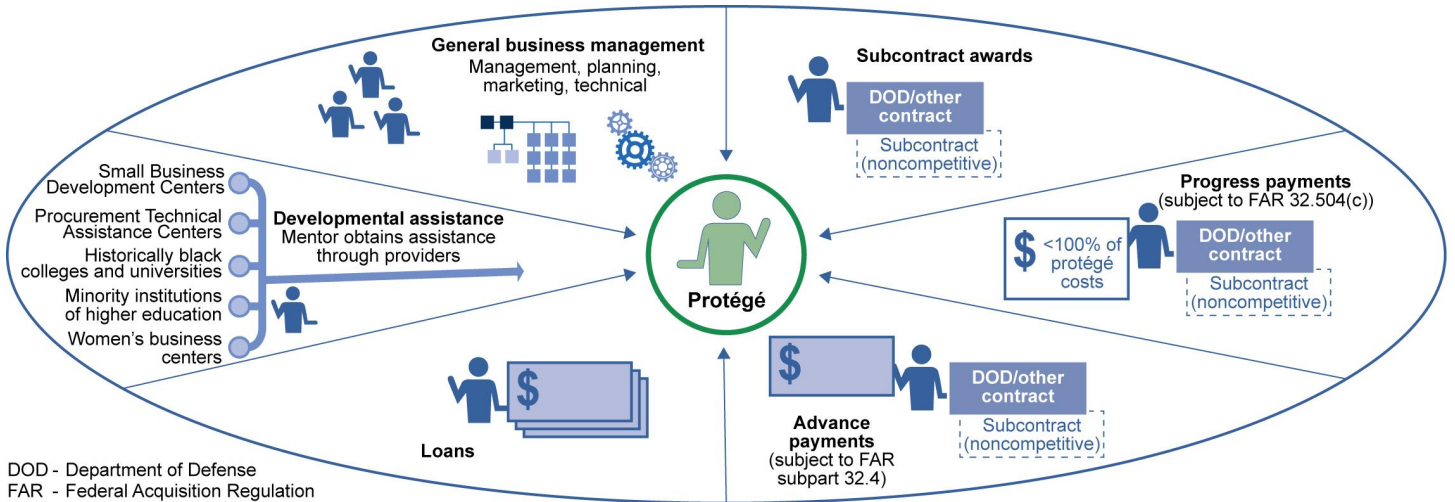 General business management
Management, planning,
marketing, technical
Subcontract awards
DOD/other
contract
Subcontract
(noncompetitive)
Small Business
Development Centers
Procurement Technical
Assistance Centers
Historically black
colleges and universities
Minority institutions
of higher education
Women's business
centers
Developmental assistance
Mentor obtains assistance
through providers
Protégé
Progress payments
(subject to FAR 32.504(c))
$
<100% of
protégé
costs
DOD/other
contract
Subcontract
(noncompetitive)
$
Loans
$
Advance
payments
(subject to FAR
subpart 32.4)
DOD/other
contract
Subcontract
(noncompetitive)
DOD - Department of Defense
FAR - Federal Acquisition Regulation